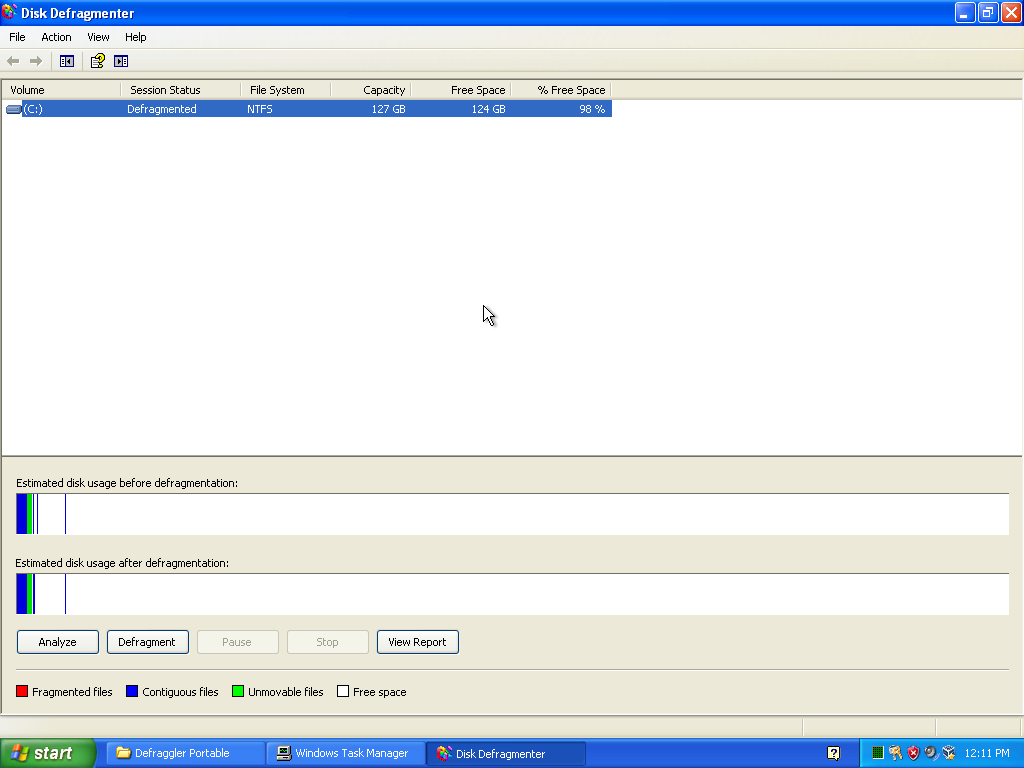 Disk Defragmenter
File Action View Help
Volume Session Status File System Capacity Free Space % Free Space
(C:) Defragmented NTFS 127 GB 124 GB 98 %
Estimated disk usage before defragmentation:
Estimated disk usage after defragmentation:
Analyze Defragment Pause Stop View Report
Fragmented files Contiguous files Unmovable files Free space
start Defraggler Portable Windows Task Manager Disk Defragmenter 12:11 PM